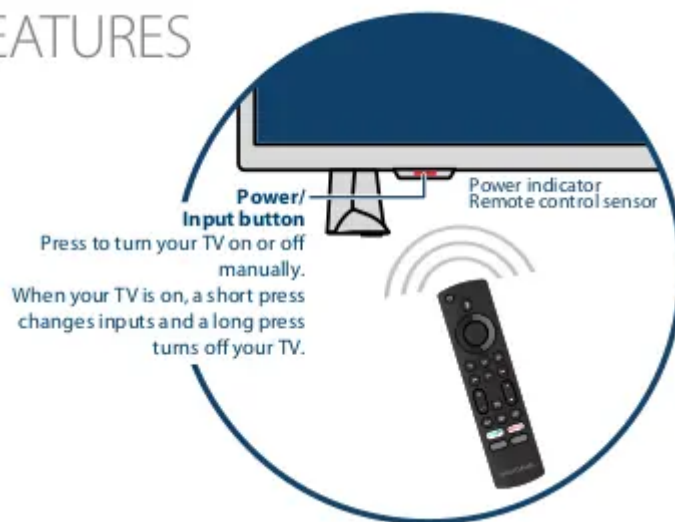 EATURES
Power/
Input button
Press to turn your TV on or off
manually.
When your TV is on, a short press
changes inputs and a long press
turns off your TV.
Power indicator
Remote control sensor